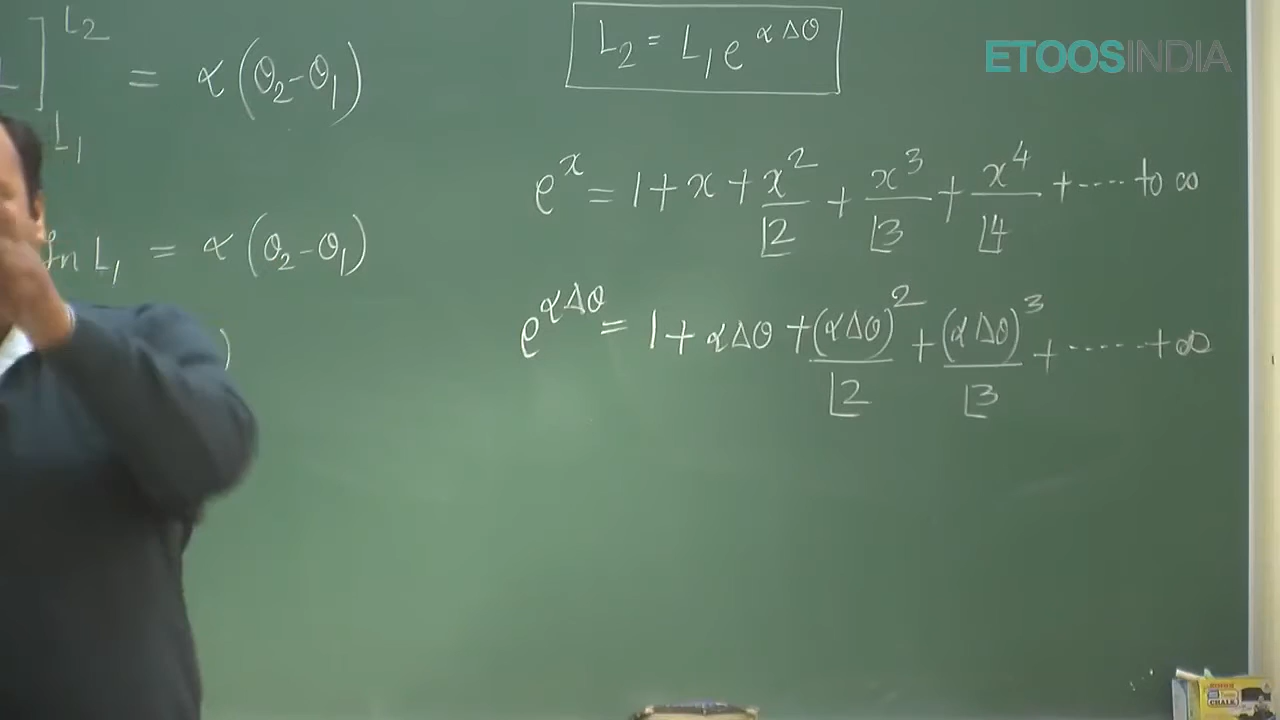 L]
L2
L1
= α(θ2-θ1)
ln L1 = α(θ2-θ1)
)
L2 = L1 e^αΔθ
e^x = 1 + x + x^2/⌊2 + x^3/⌊3 + x^4/⌊4 + ---- to ∞
e^αΔθ = 1 + αΔθ + (αΔθ)^2/⌊2 + (αΔθ)^3/⌊3 + ----- + ∞
ETOOSINDIA
CHALK